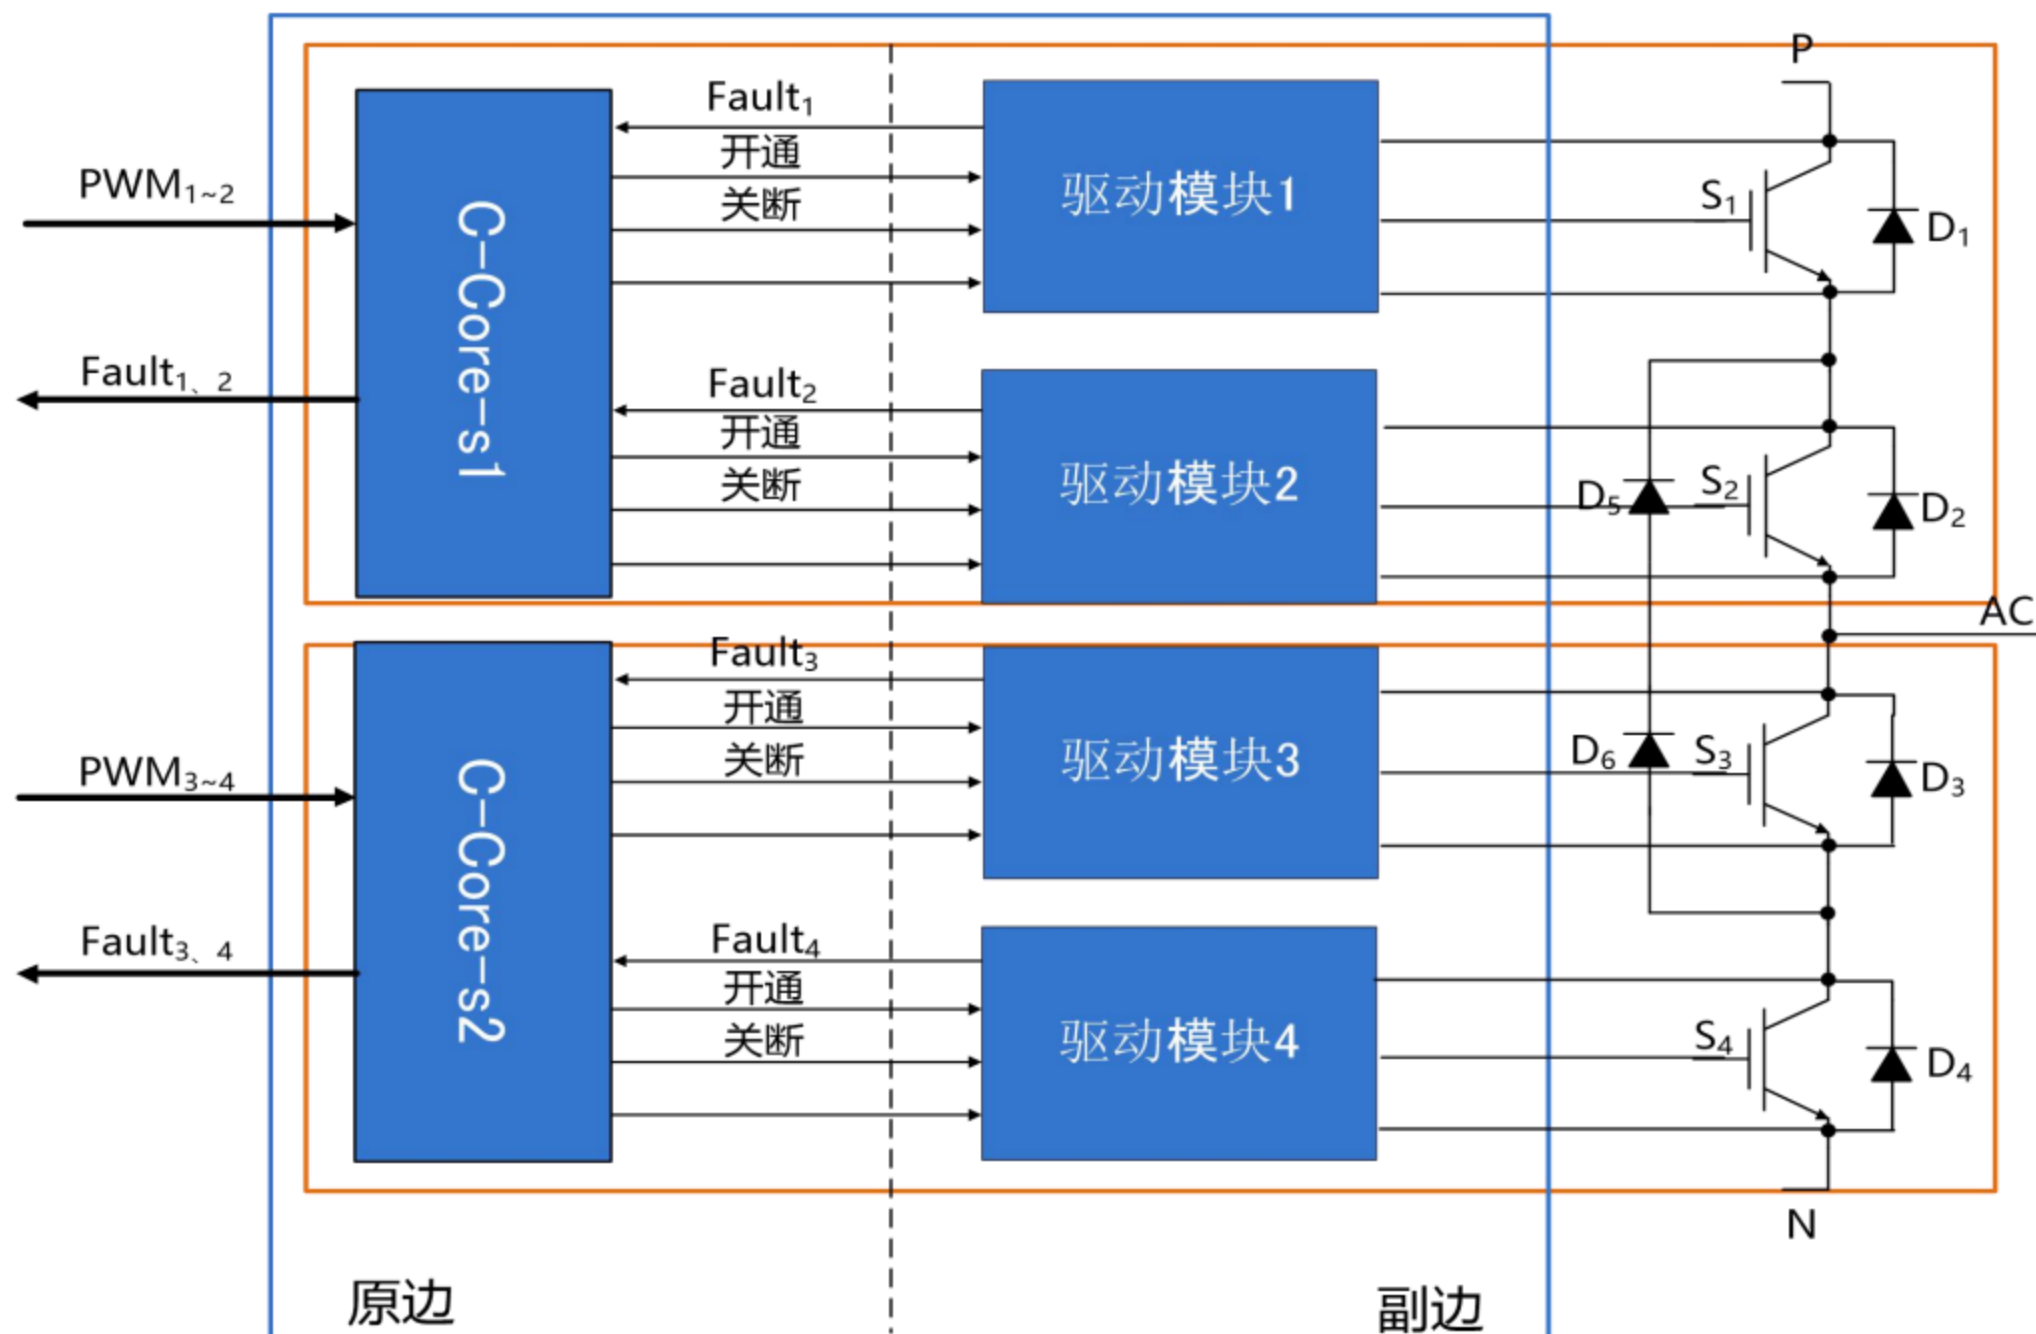 P
PWM₁~₂
Fault₁、₂
C-Core-s1
Fault₁
开通
关断
驱动模块1
S₁
D₁
Fault₂
开通
关断
驱动模块2
D₅
S₂
D₂
AC
PWM₃~₄
Fault₃、₄
C-Core-s2
Fault₃
开通
关断
驱动模块3
D₆
S₃
D₃
Fault₄
开通
关断
驱动模块4
S₄
D₄
N
原边
副边